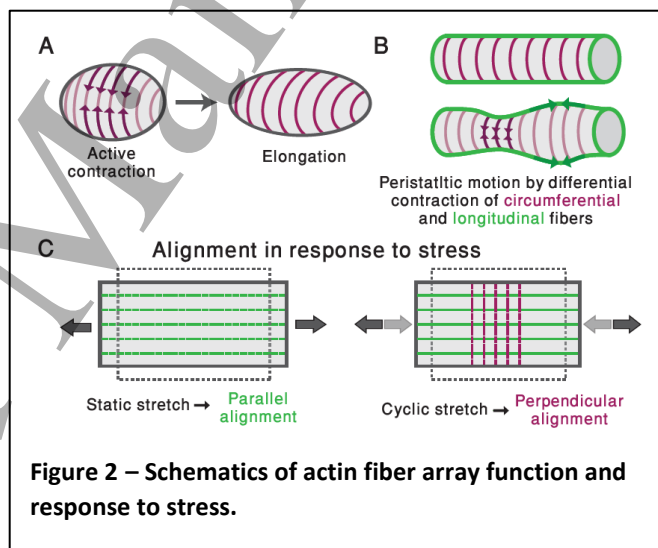 A
B
Active
contraction
Elongation
Peristatltic motion by differential
contraction of circumferential
and longitudinal fibers
C
Alignment in response to stress
Static stretch → Parallel
alignment
Cyclic stretch → Perpendicular
alignment
Figure 2 – Schematics of actin fiber array function and
response to stress.